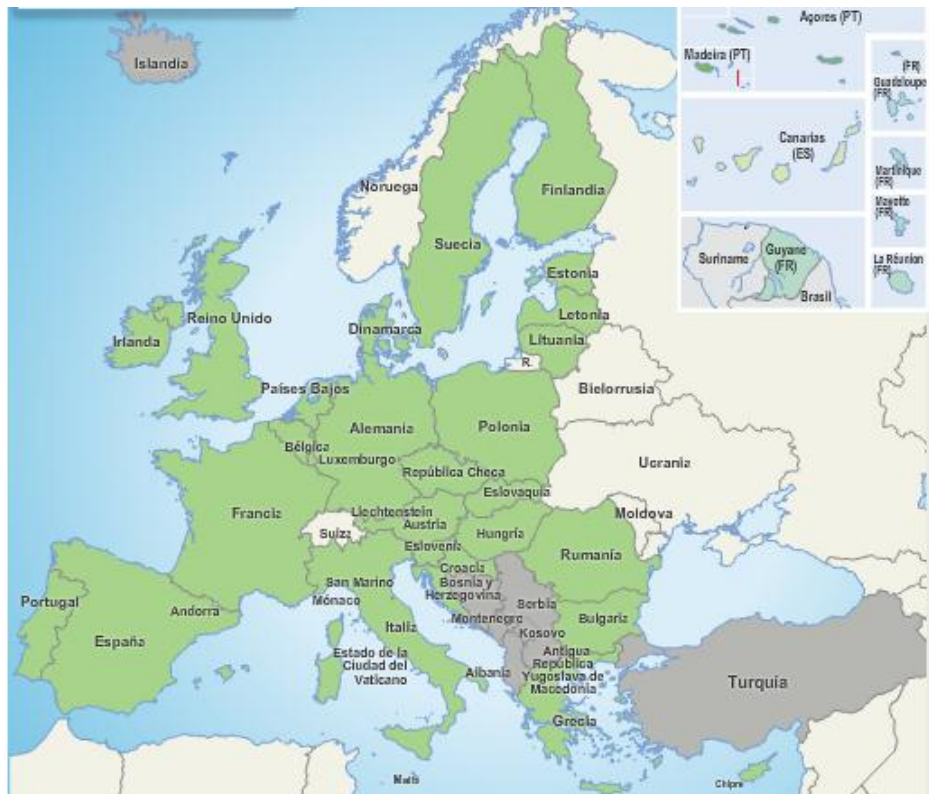 Islandia
Açores (PT)
Madeira (PT)
(FR)
Guadeloupe
(FR)
Canarias
(ES)
Martinique
(FR)
Mayotte
(FR)
Suriname
Guyane
(FR)
Brasil
La Réunion
(FR)
Noruega
Suecia
Finlandia
Estonia
Letonia
Lituania
R.
Reino Unido
Irlanda
Dinamarca
Países Bajos
Bielorrusia
Alemania
Polonia
Bélgica
Luxemburgo
República Checa
Ucrania
Eslovaquia
Francia
Liechtenstein
Austria
Suiza
Hungría
Moldova
Eslovenia
Rumanía
Croacia
San Marino
Bosnia y
Herzegovina
Mónaco
Serbia
Portugal
Andorra
Montenegro
Bulgaria
España
Italia
Kosovo
Estado de la
Ciudad del
Vaticano
Albania
Antigua
República
Yugoslava de
Macedonia
Turquía
Grecia
Malta
Chipre